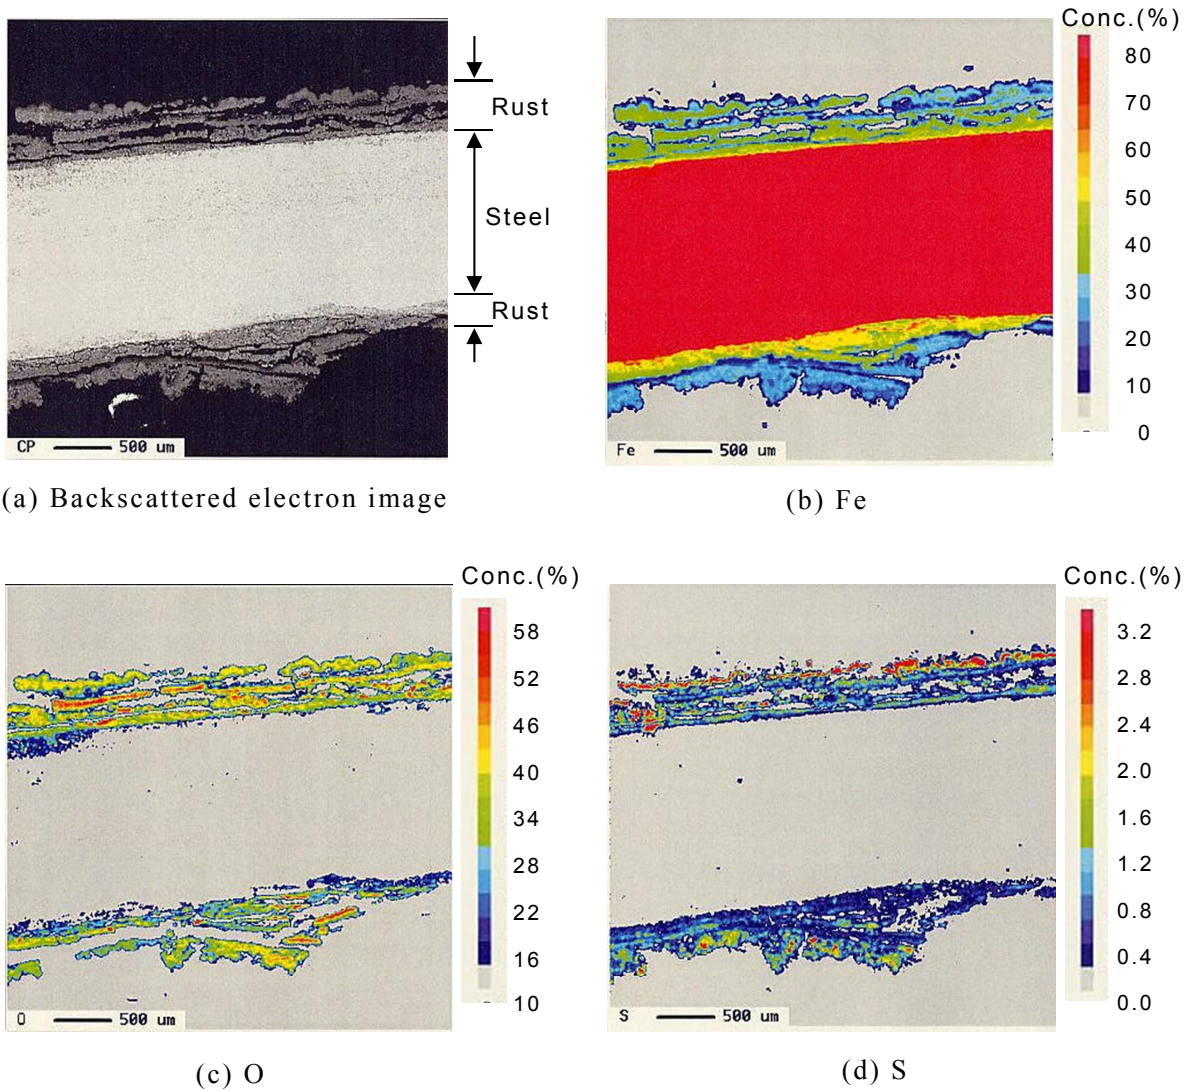 Conc.(%)
80
70
60
50
40
30
20
10
0
Rust
Steel
Rust
CP 500 um
Fe 500 um
(a) Backscattered electron image
(b) Fe
Conc.(%)
58
52
46
40
34
28
22
16
10
Conc.(%)
3.2
2.8
2.4
2.0
1.6
1.2
0.8
0.4
0.0
O 500 um
S 500 um
(c) O
(d) S